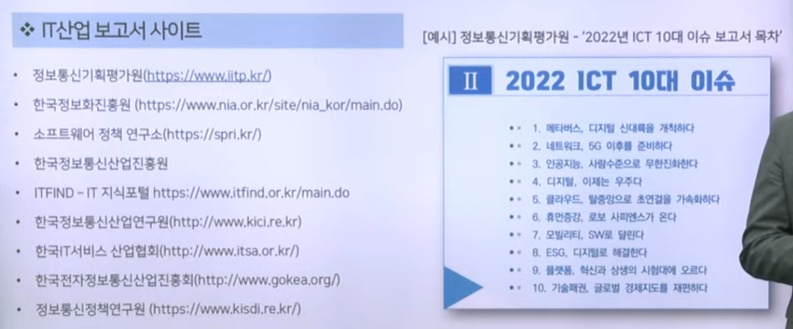 ❖ IT산업 보고서 사이트
• 정보통신기획평가원(https://www.iitp.kr/)
• 한국정보화진흥원 (https://www.nia.or.kr/site/nia_kor/main.do)
• 소프트웨어 정책 연구소(https://spri.kr/)
• 한국정보통신산업진흥원
• ITFIND – IT 지식포털 https://www.itfind.or.kr/main.do
• 한국정보통신산업연구원(http://www.kici.re.kr)
• 한국IT서비스 산업협회(http://www.itsa.or.kr/)
• 한국전자정보통신산업진흥회(http://www.gokea.org/)
• 정보통신정책연구원 (https://www.kisdi.re.kr/)
[예시] 정보통신기획평가원 – '2022년 ICT 10대 이슈 보고서 목차'
Ⅱ 2022 ICT 10대 이슈
1. 메타버스, 디지털 신대륙을 개척하다
2. 네트워크, 5G 이후를 준비하다
3. 인공지능, 사람수준으로 무한진화한다
4. 디지털, 이제는 우주다
5. 클라우드, 탈중앙으로 초연결을 가속화하다
6. 휴먼증강, 로보 사피엔스가 온다
7. 모빌리티, SW로 달린다
8. ESG, 디지털로 해결한다
9. 플랫폼, 혁신과 상생의 시험대에 오르다
10. 기술패권, 글로벌 경제지도를 재편하다